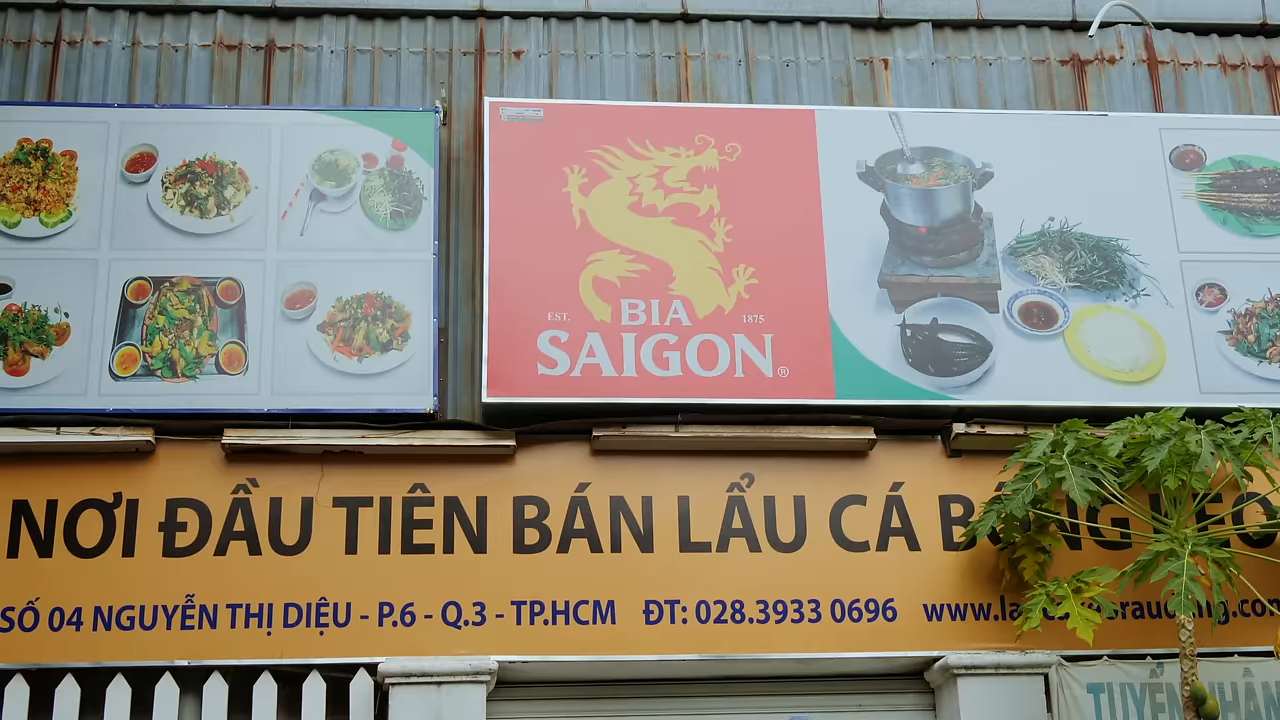 EST.
BIA
1875
SAIGON®
NƠI ĐẦU TIÊN BÁN LẨU CÁ
SỐ 04 NGUYỄN THỊ DIỆU - P.6 - Q.3 - TP.HCM ĐT: 028.3933 0696
TUYỂN